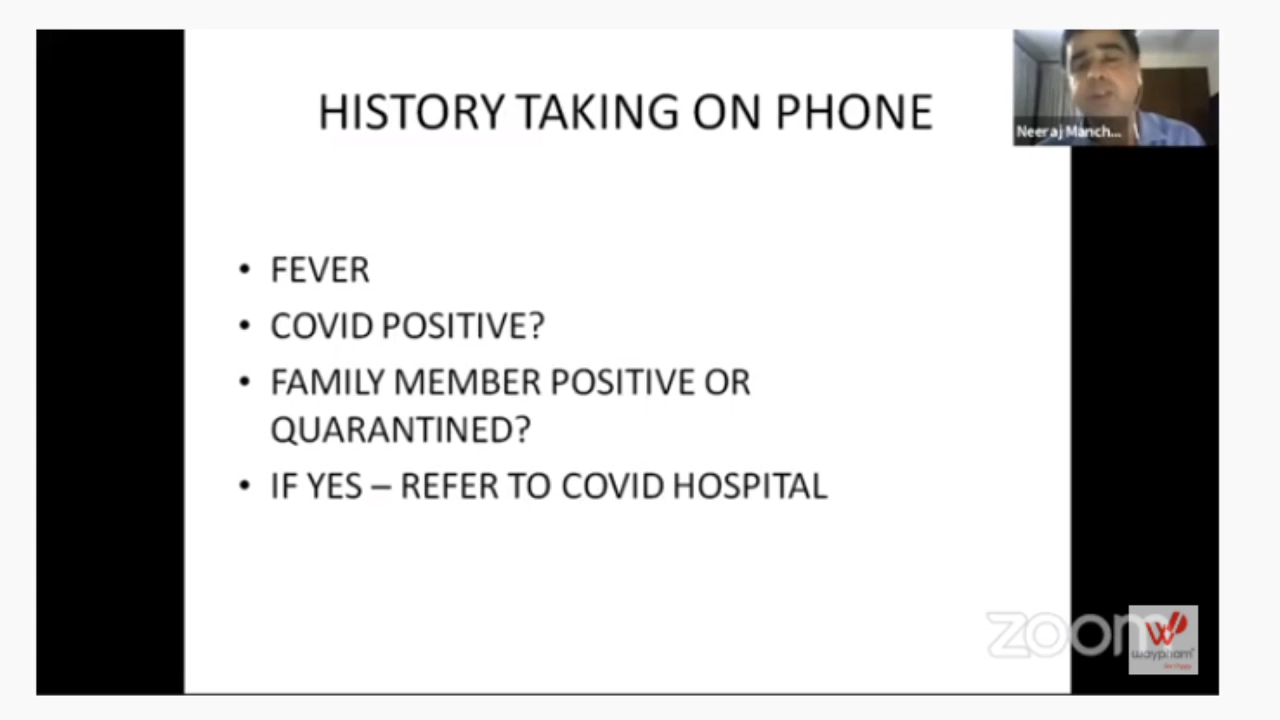 HISTORY TAKING ON PHONE
Neeraj Manch...
• FEVER
• COVID POSITIVE?
• FAMILY MEMBER POSITIVE OR
QUARANTINED?
• IF YES – REFER TO COVID HOSPITAL
zoom